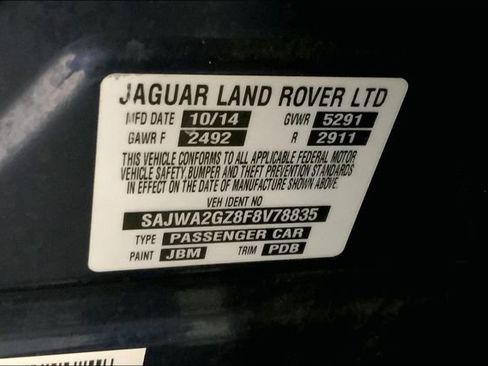 JAGUAR LAND ROVER LTD
MFD DATE 10/14 GVWR 5291
GAWR F 2492 R 2911
THIS VEHICLE CONFORMS TO ALL APPLICABLE FEDERAL MOTOR
VEHICLE SAFETY,BUMPER AND THEFT PREVENTION STANDARDS
IN EFFECT ON THE DATE OF MANUFACTURE SHOWN ABOVE.
VEH IDENT NO
SAJWA2GZ8F8V78835
TYPE PASSENGER CAR
PAINT JBM TRIM PDB